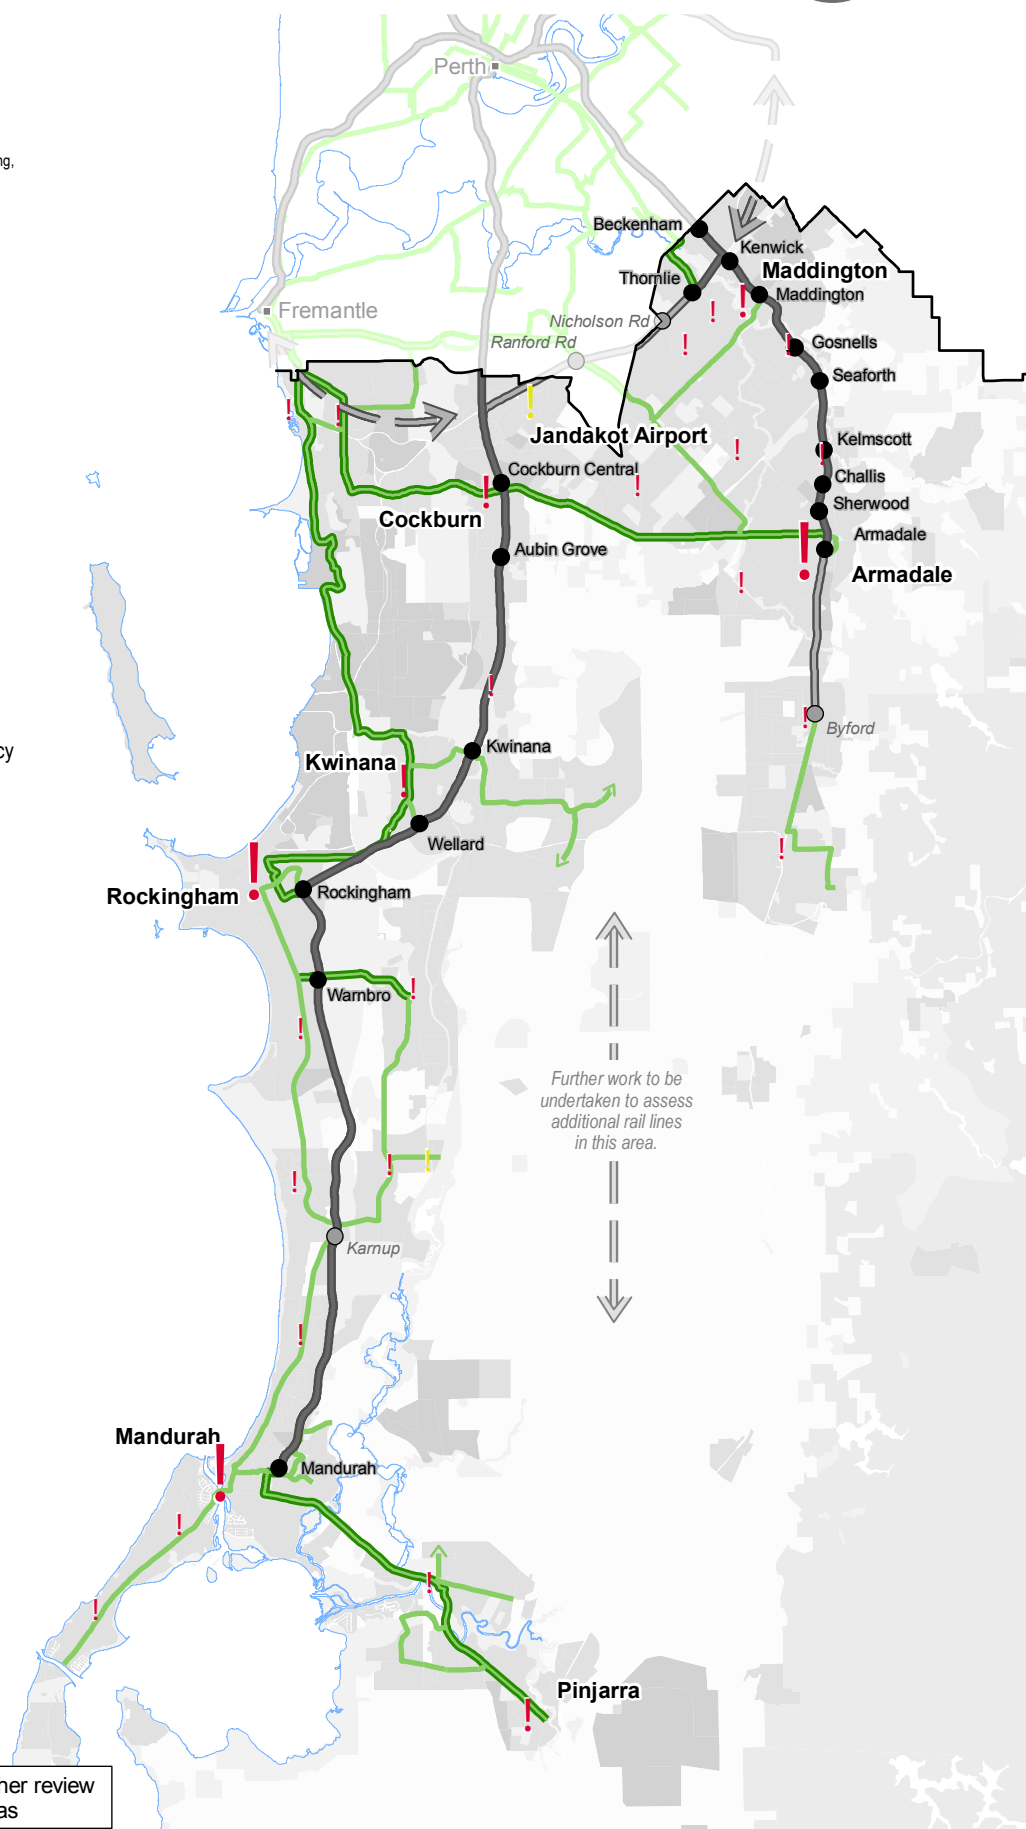 Perth
ng,
Beckenham
Kenwick
Maddington
Thornlie
Maddington
Fremantle
Nicholson Rd
Ranford Rd
Gosnells
Seaforth
Jandakot Airport
Kelmscott
Cockburn Central
Challis
Sherwood
Cockburn
Armadale
Aubin Grove
Armadale
Byford
Kwinana
cy
Kwinana
Wellard
Rockingham
Rockingham
Warnbro
Further work to be
undertaken to assess
additional rail lines
in this area.
Karnup
Mandurah
Mandurah
Pinjarra
her review
as